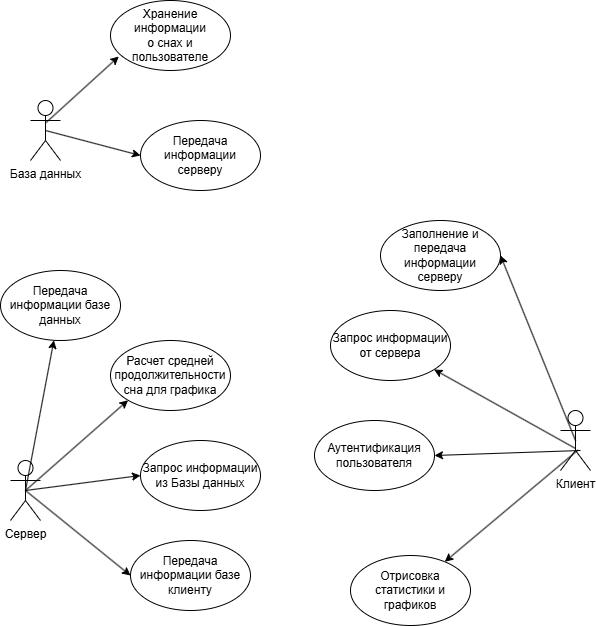 Хранение
информации
о снах и
пользователе
Передача
информации
серверу
База данных
Заполнение и
передача
информации
серверу
Передача
информации базе
данных
Запрос информации
от сервера
Расчет средней
продолжительности
сна для графика
Аутентификация
пользователя
Клиент
Запрос информации
из Базы данных
Сервер
Передача
информации базе
клиенту
Отрисовка
статистики и
графиков